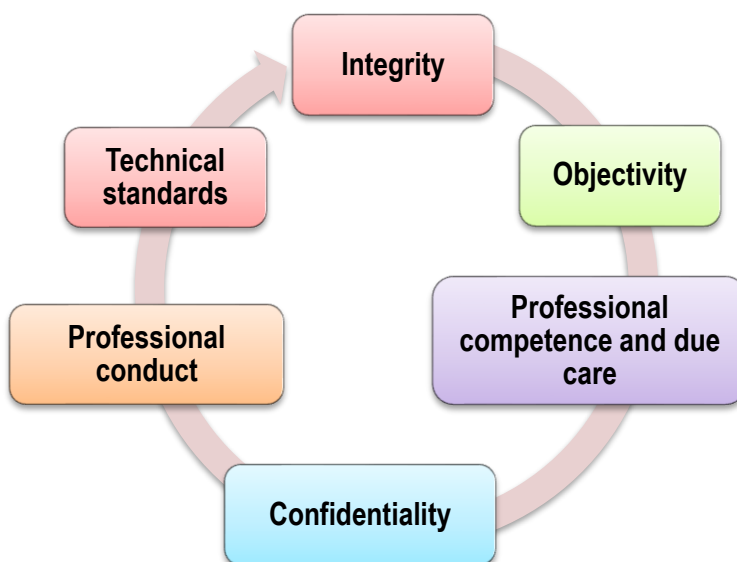 Integrity
Objectivity
Professional
competence and due
care
Confidentiality
Professional
conduct
Technical
standards